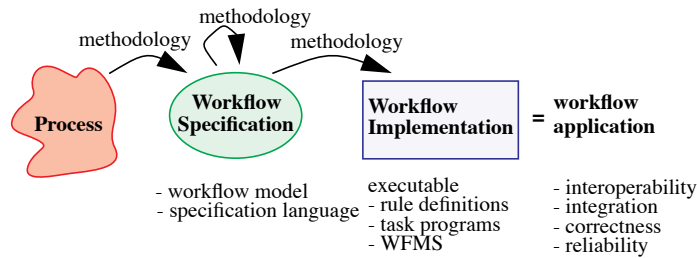 methodology
methodology
methodology
Process
Workflow
Specification
Workflow
Implementation
= workflow
application
- workflow model
- specification language
executable
- rule definitions
- task programs
- WFMS
- interoperability
- integration
- correctness
- reliability